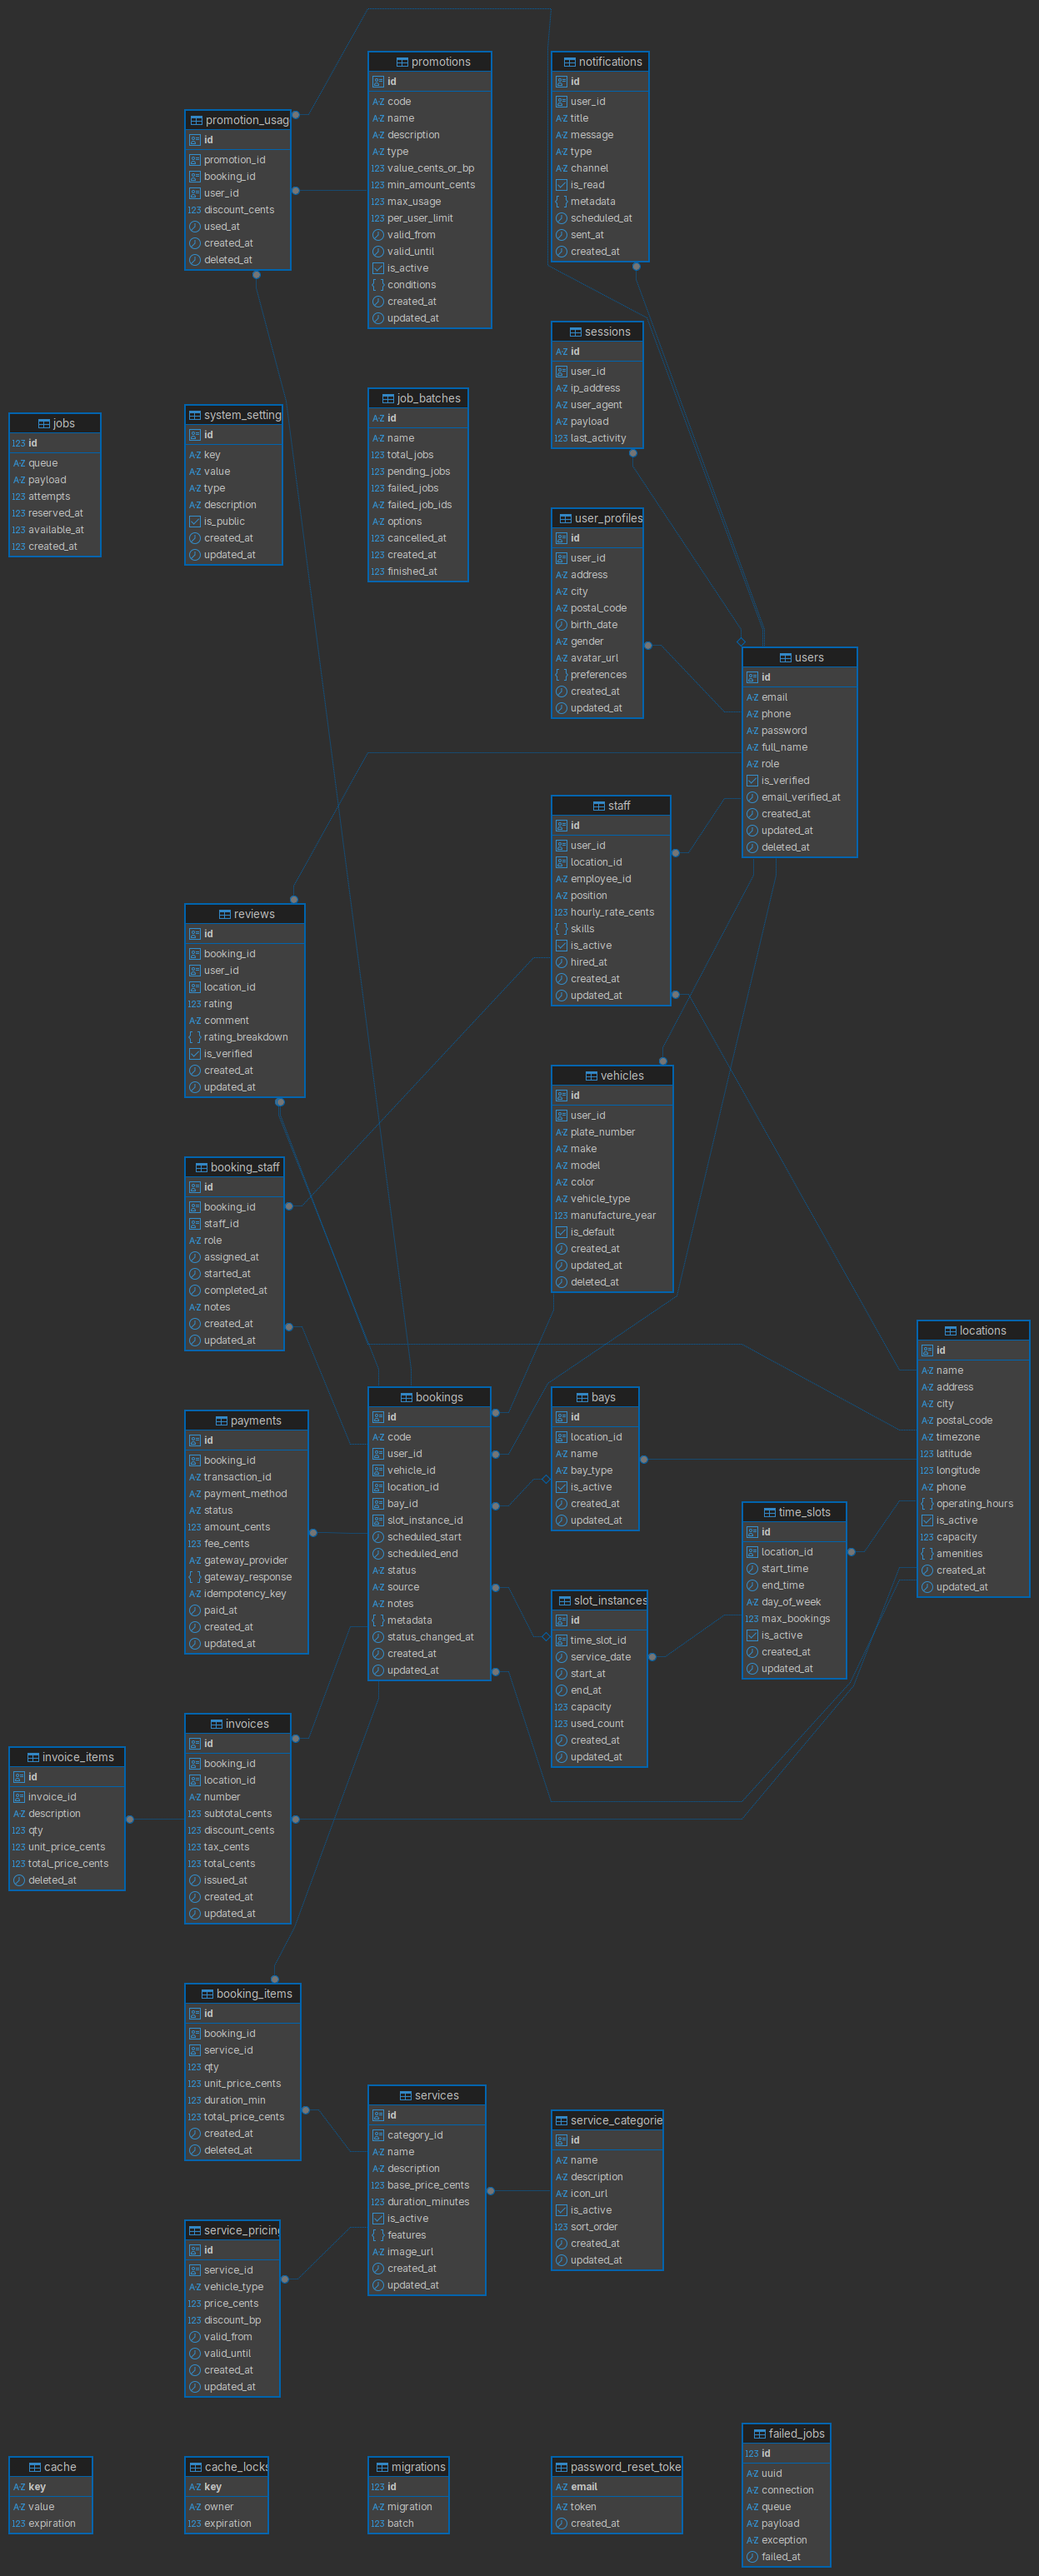 promotions
id
code
name
description
type
value_cents_or_bp
min_amount_cents
max_usage
per_user_limit
valid_from
valid_until
is_active
conditions
created_at
updated_at
notifications
id
user_id
title
message
type
channel
is_read
metadata
scheduled_at
sent_at
created_at
promotion_usag
id
promotion_id
booking_id
user_id
discount_cents
used_at
created_at
deleted_at
sessions
id
user_id
ip_address
user_agent
payload
last_activity
jobs
id
queue
payload
attempts
reserved_at
available_at
created_at
system_setting
id
key
value
type
description
is_public
created_at
updated_at
job_batches
id
name
total_jobs
pending_jobs
failed_jobs
failed_job_ids
options
cancelled_at
created_at
finished_at
user_profiles
id
user_id
address
city
postal_code
birth_date
gender
avatar_url
preferences
created_at
updated_at
users
id
email
phone
password
full_name
role
is_verified
email_verified_at
created_at
updated_at
deleted_at
staff
id
user_id
location_id
employee_id
position
hourly_rate_cents
skills
is_active
hired_at
created_at
updated_at
reviews
id
booking_id
user_id
location_id
rating
comment
rating_breakdown
is_verified
created_at
updated_at
vehicles
id
user_id
plate_number
make
model
color
vehicle_type
manufacture_year
is_default
created_at
updated_at
deleted_at
booking_staff
id
booking_id
staff_id
role
assigned_at
started_at
completed_at
notes
created_at
updated_at
locations
id
name
address
city
postal_code
timezone
latitude
longitude
phone
operating_hours
is_active
capacity
amenities
created_at
updated_at
bookings
id
code
user_id
vehicle_id
location_id
bay_id
slot_instance_id
scheduled_start
scheduled_end
status
source
notes
metadata
status_changed_at
created_at
updated_at
bays
id
location_id
name
bay_type
is_active
created_at
updated_at
payments
id
booking_id
transaction_id
payment_method
status
amount_cents
fee_cents
gateway_provider
gateway_response
idempotency_key
paid_at
created_at
updated_at
time_slots
id
location_id
start_time
end_time
day_of_week
max_bookings
is_active
created_at
updated_at
slot_instances
id
time_slot_id
service_date
start_at
end_at
capacity
used_count
created_at
updated_at
invoices
id
booking_id
location_id
number
subtotal_cents
discount_cents
tax_cents
total_cents
issued_at
created_at
updated_at
invoice_items
id
invoice_id
description
qty
unit_price_cents
total_price_cents
deleted_at
booking_items
id
booking_id
service_id
qty
unit_price_cents
duration_min
total_price_cents
created_at
deleted_at
services
id
category_id
name
description
base_price_cents
duration_minutes
is_active
features
image_url
created_at
updated_at
service_categorie
id
name
description
icon_url
is_active
sort_order
created_at
updated_at
service_pricing
id
service_id
vehicle_type
price_cents
discount_bp
valid_from
valid_until
created_at
updated_at
failed_jobs
id
uuid
connection
queue
payload
exception
failed_at
cache
key
value
expiration
cache_locks
key
owner
expiration
migrations
id
migration
batch
password_reset_toke
email
token
created_at